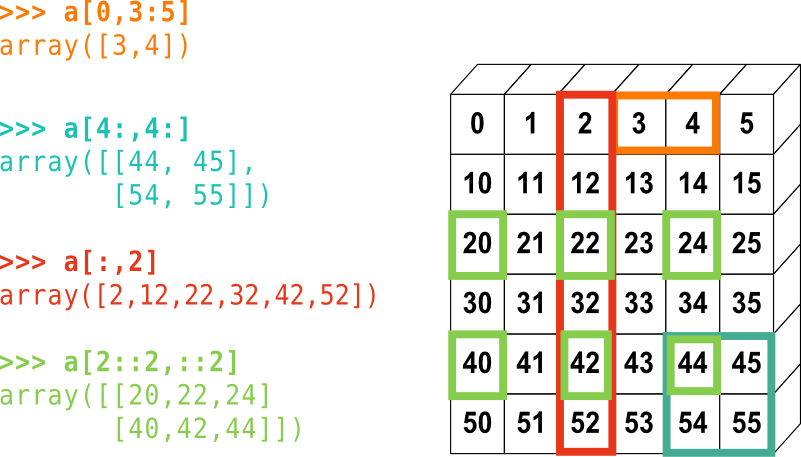 >>> a[0,3:5]
array([3,4])
>>> a[4:,4:]
array([[44, 45],
[54, 55]])
>>> a[:,2]
array([2,12,22,32,42,52])
>>> a[2::2,::2]
array([[20,22,24]
[40,42,44]])
0 1 2 3 4 5
10 11 12 13 14 15
20 21 22 23 24 25
30 31 32 33 34 35
40 41 42 43 44 45
50 51 52 53 54 55